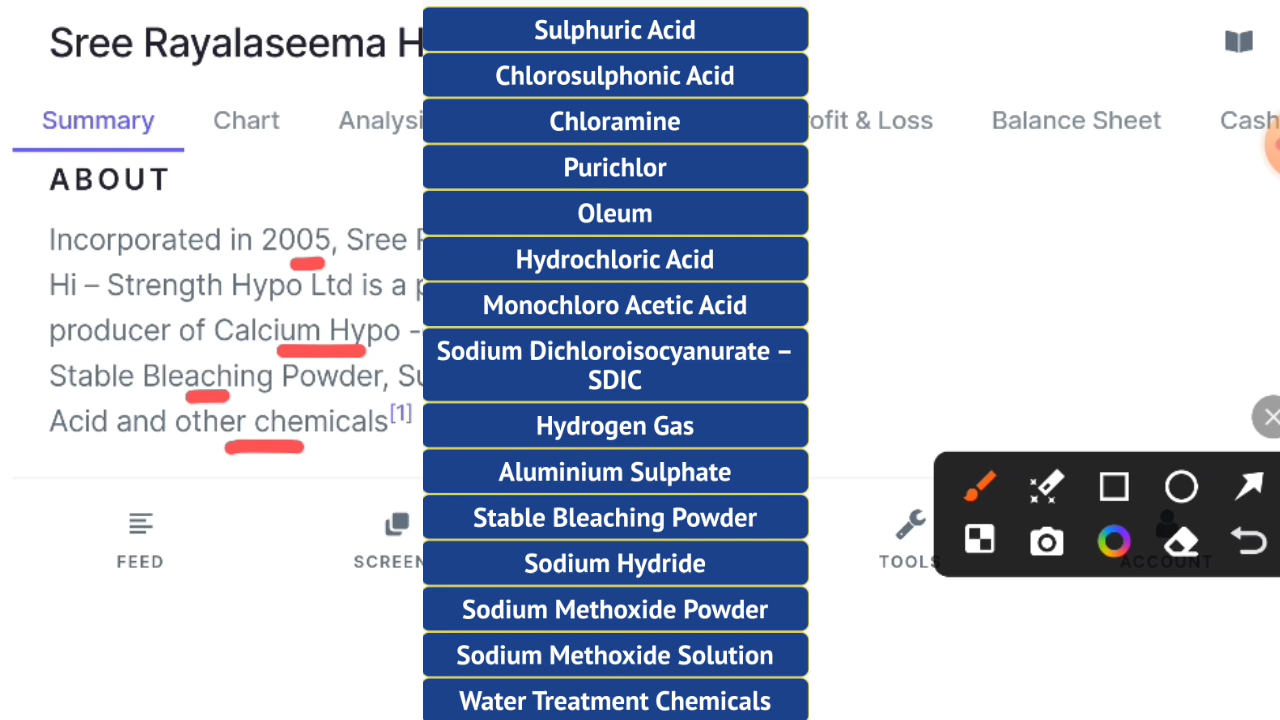 Sree Rayalaseema H
Summary Chart Analysi ofit & Loss Balance Sheet Cash
ABOUT
Incorporated in 2005, Sree
Hi – Strength Hypo Ltd is a
producer of Calcium Hypo -
Stable Bleaching Powder,
Acid and other chemicals[1]
Sulphuric Acid
Chlorosulphonic Acid
Chloramine
Purichlor
Oleum
Hydrochloric Acid
Monochloro Acetic Acid
Sodium Dichloroisocyanurate –
SDIC
Hydrogen Gas
Aluminium Sulphate
Stable Bleaching Powder
Sodium Hydride
Sodium Methoxide Powder
Sodium Methoxide Solution
Water Treatment Chemicals
FEED SCREEN TOOLS ACCOUNT